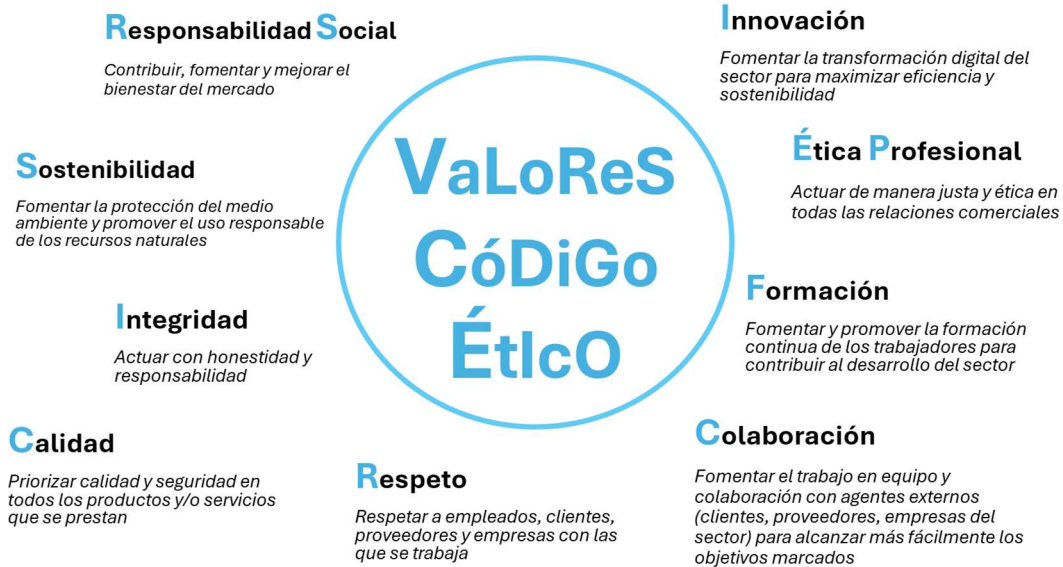 Responsabilidad Social
Contribuir, fomentar y mejorar el
bienestar del mercado
Innovación
Fomentar la transformación digital del
sector para maximizar eficiencia y
sostenibilidad
Sostenibilidad
Fomentar la protección del medio
ambiente y promover el uso responsable
de los recursos naturales
VaLoReS
CóDiGo
ÉtIcO
Ética Profesional
Actuar de manera justa y ética en
todas las relaciones comerciales
Integridad
Actuar con honestidad y
responsabilidad
Formación
Fomentar y promover la formación
continua de los trabajadores para
contribuir al desarrollo del sector
Calidad
Priorizar calidad y seguridad en
todos los productos y/o servicios
que se prestan
Respeto
Respetar a empleados, clientes,
proveedores y empresas con las
que se trabaja
Colaboración
Fomentar el trabajo en equipo y
colaboración con agentes externos
(clientes, proveedores, empresas del
sector) para alcanzar más fácilmente los
objetivos marcados